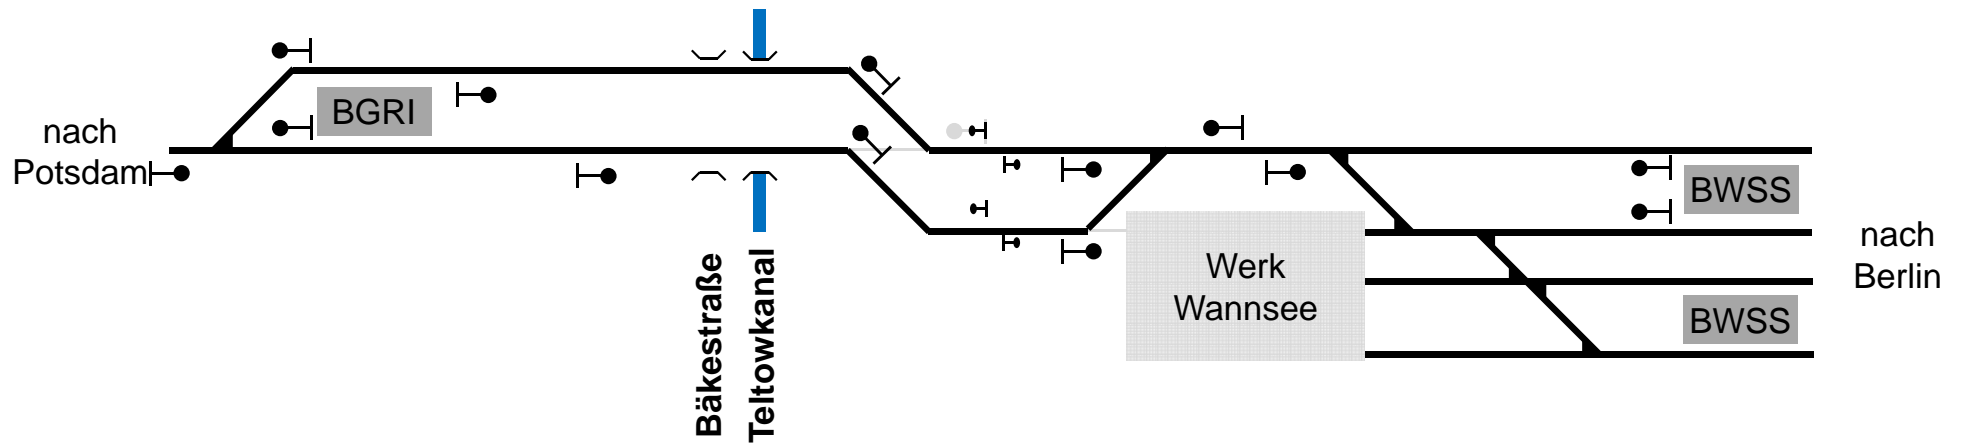 nach
Potsdam
BGRI
Bäkestraße
Teltowkanal
Werk
Wannsee
BWSS
BWSS
nach
Berlin